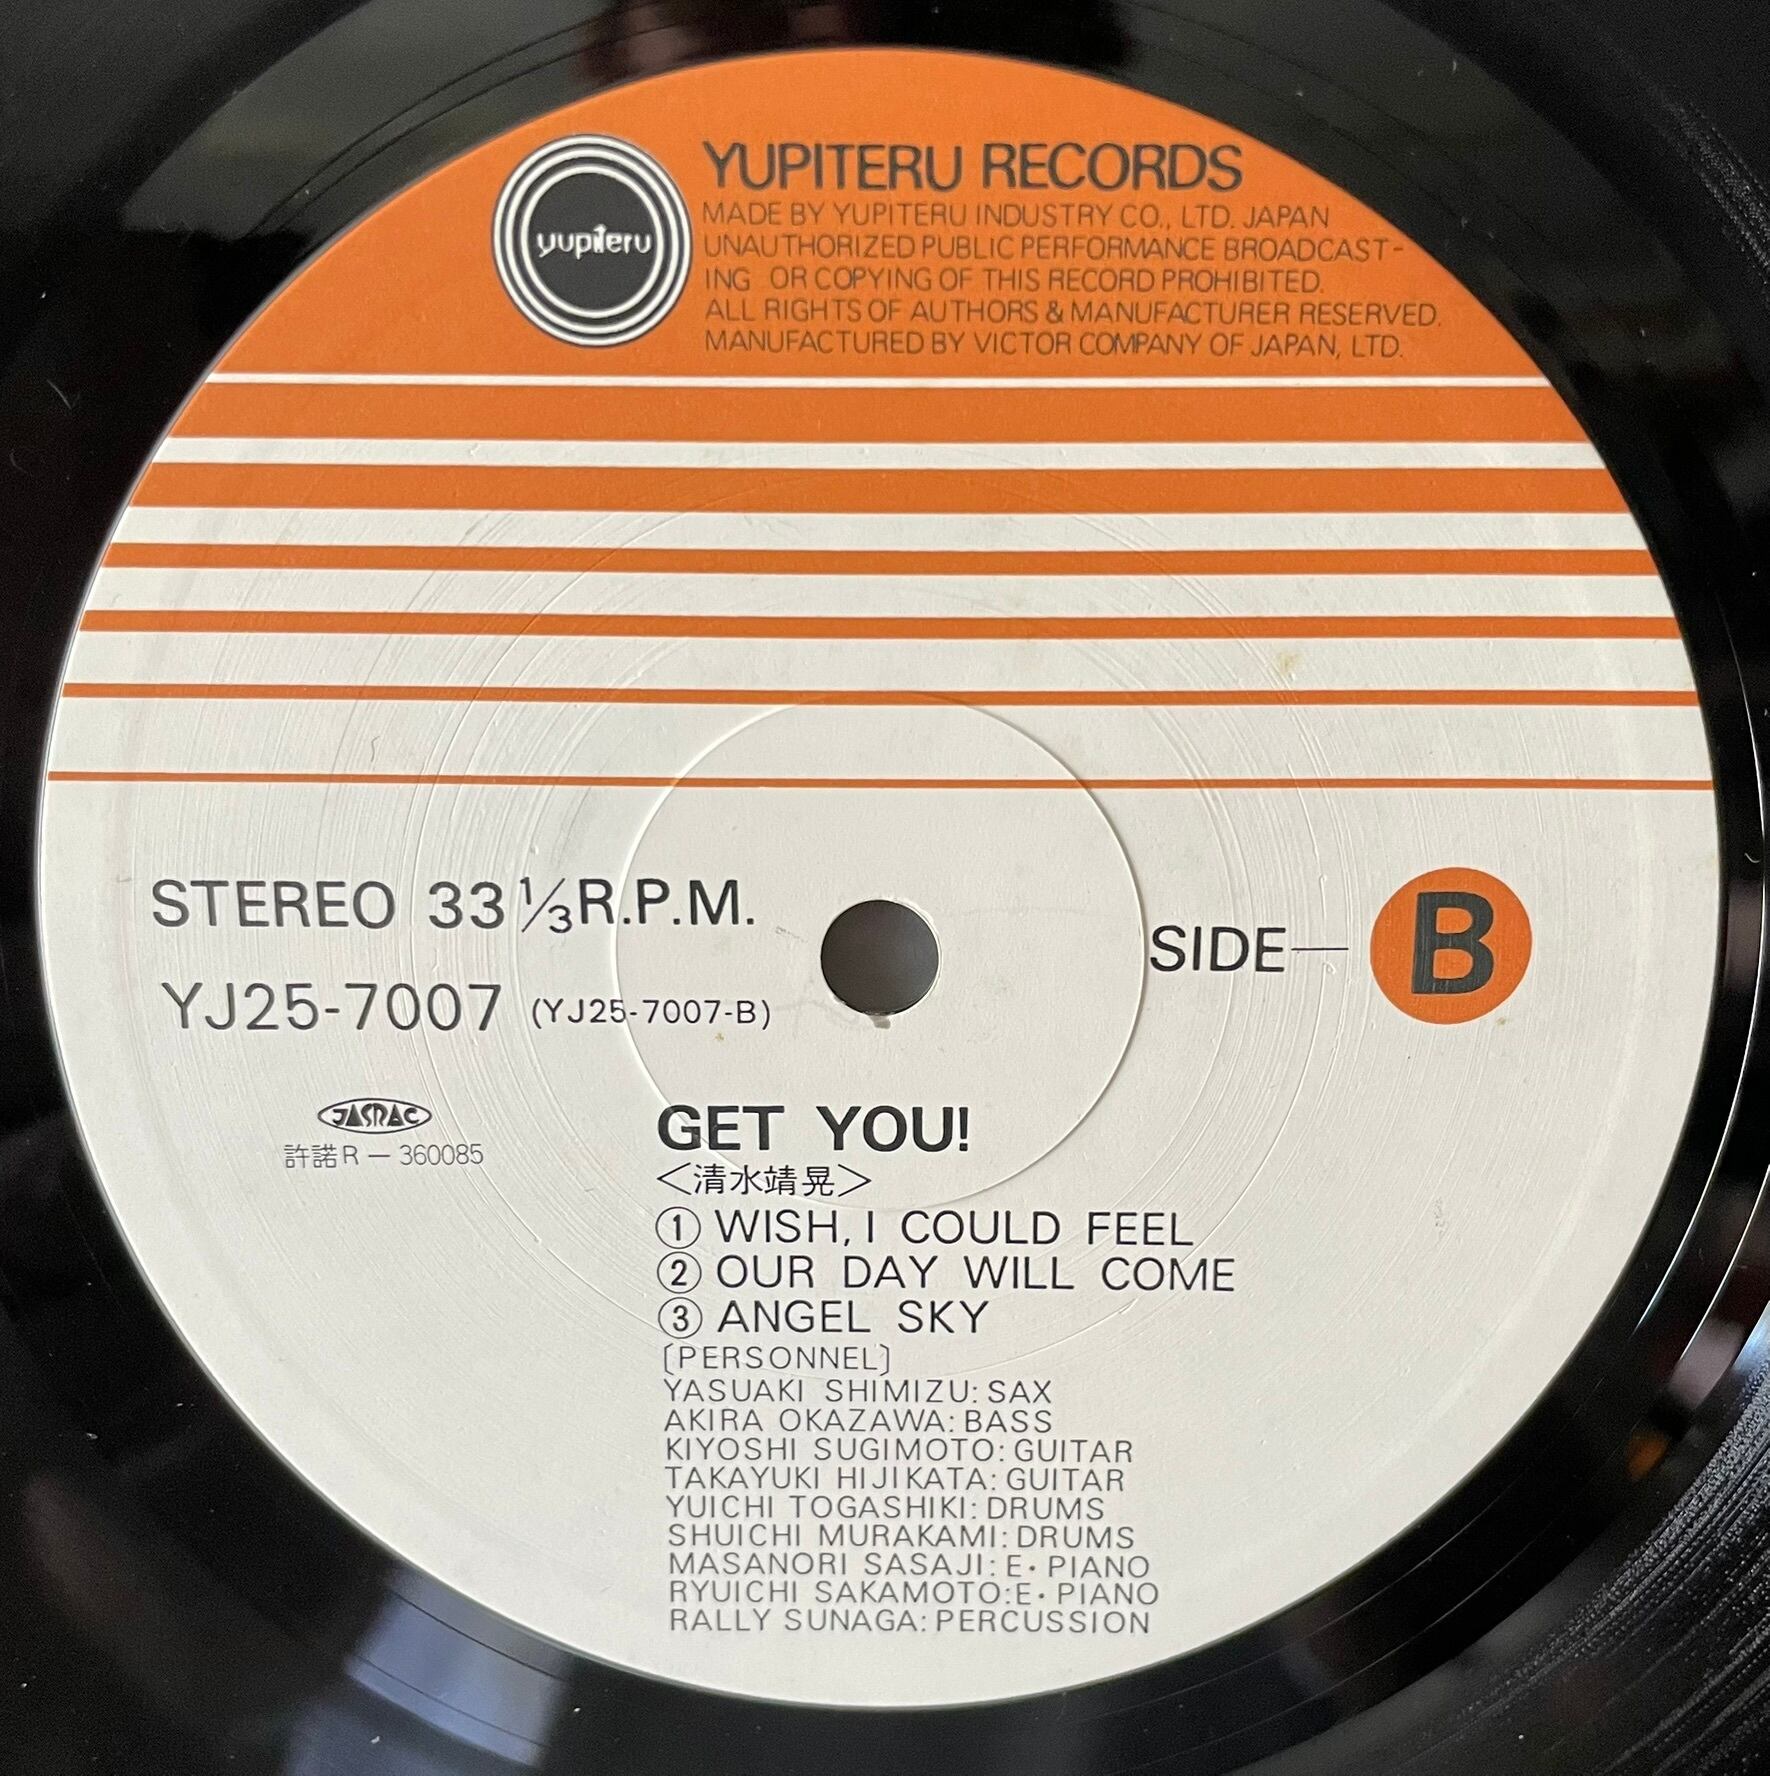 yupiteru
YUPITERU RECORDS
MADE BY YUPITERU INDUSTRY CO., LTD. JAPAN
UNAUTHORIZED PUBLIC PERFORMANCE BROADCAST-
ING OR COPYING OF THIS RECORD PROHIBITED.
ALL RIGHTS OF AUTHORS & MANUFACTURER RESERVED.
MANUFACTURED BY VICTOR COMPANY OF JAPAN, LTD.
STEREO 33 1/3 R.P.M.
SIDE— B
YJ25-7007 (YJ25-7007-B)
JASRAC
許諾R — 360085
GET YOU!
<清水靖晃>
① WISH, I COULD FEEL
② OUR DAY WILL COME
③ ANGEL SKY
[PERSONNEL]
YASUAKI SHIMIZU: SAX
AKIRA OKAZAWA: BASS
KIYOSHI SUGIMOTO: GUITAR
TAKAYUKI HIJIKATA: GUITAR
YUICHI TOGASHIKI: DRUMS
SHUICHI MURAKAMI: DRUMS
MASANORI SASAJI: E・PIANO
RYUICHI SAKAMOTO: E・PIANO
RALLY SUNAGA: PERCUSSION